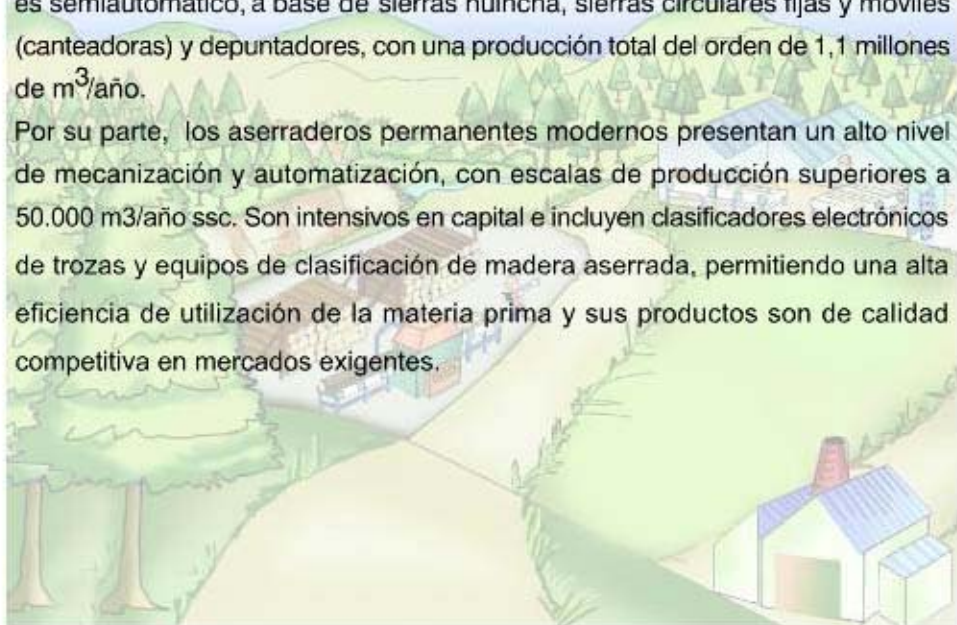 es semiautomático, a base de sierras huincha, sierras circulares fijas y móviles
(canteadoras) y depuntadores, con una producción total del orden de 1,1 millones
de m³/año.
Por su parte, los aserraderos permanentes modernos presentan un alto nivel
de mecanización y automatización, con escalas de producción superiores a
50.000 m3/año ssc. Son intensivos en capital e incluyen clasificadores electrónicos
de trozas y equipos de clasificación de madera aserrada, permitiendo una alta
eficiencia de utilización de la materia prima y sus productos son de calidad
competitiva en mercados exigentes.